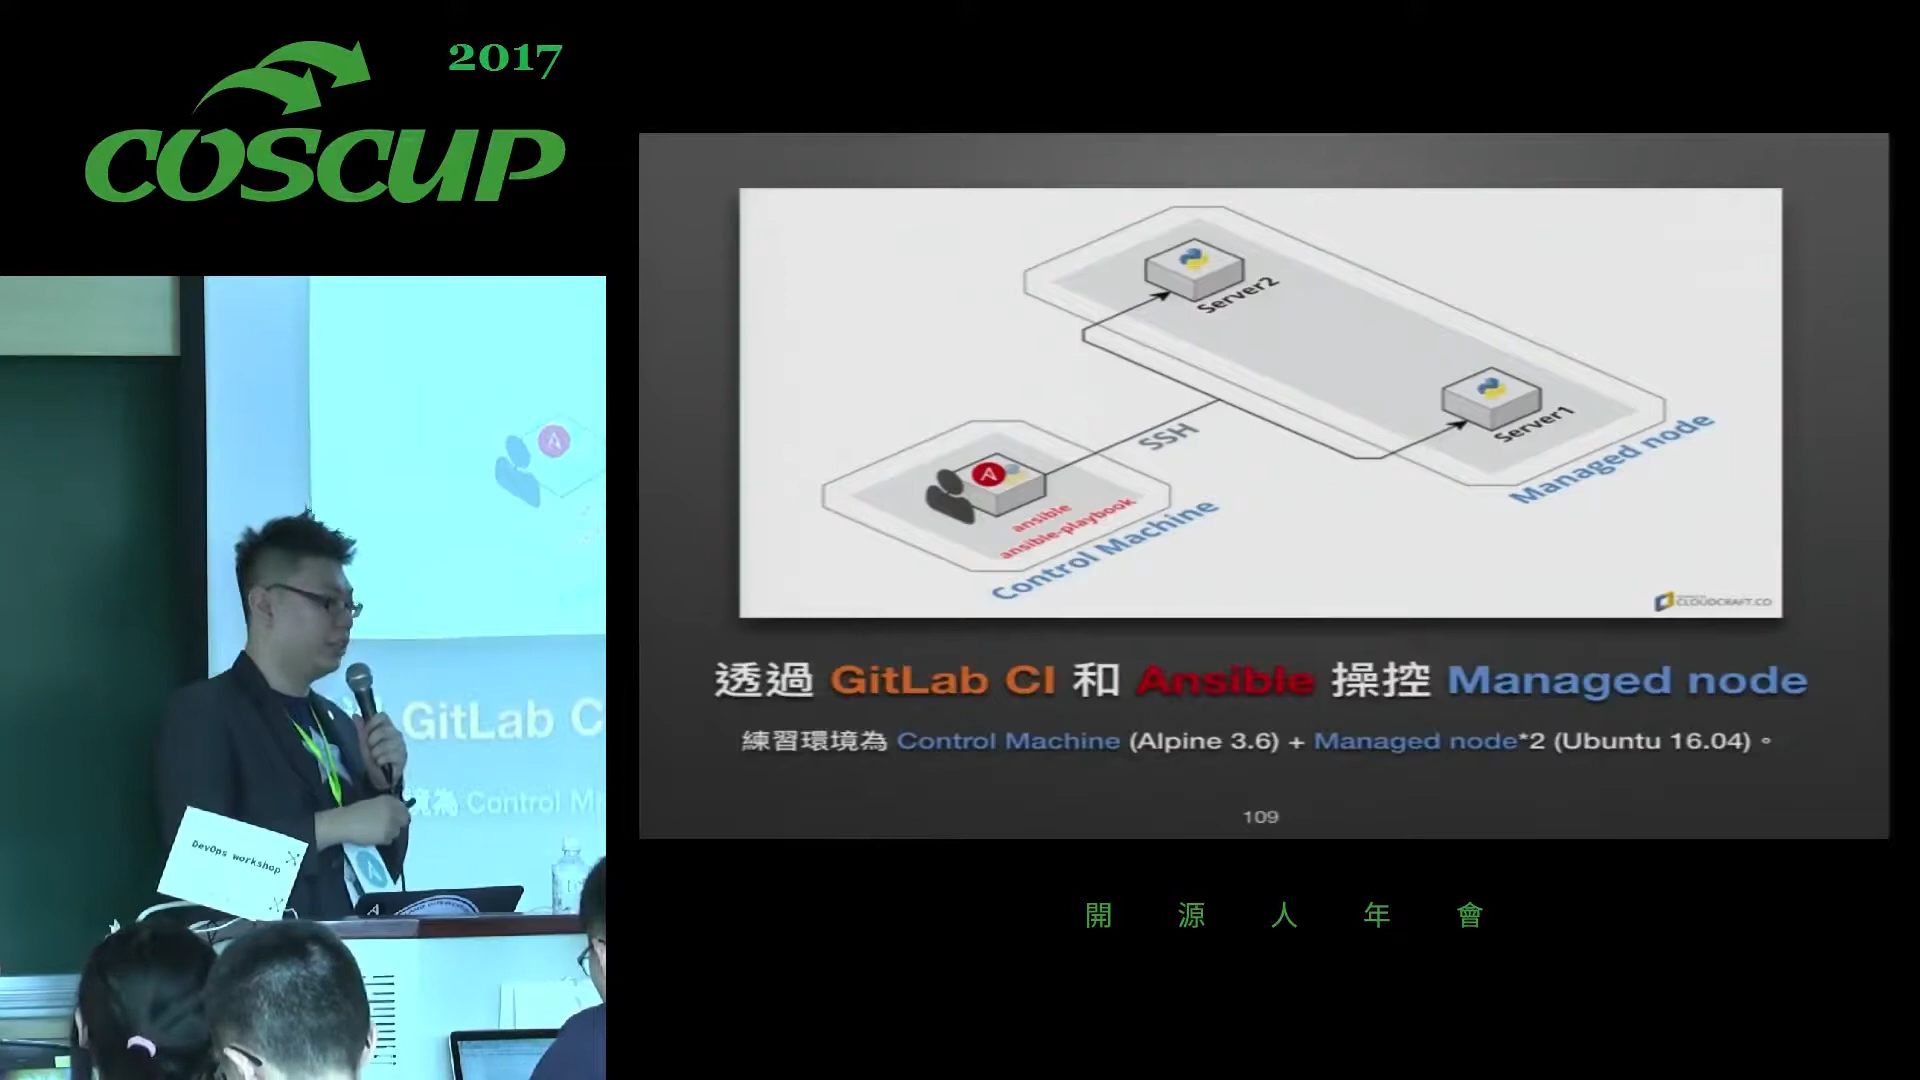 2017
COSCUP
Server2
Server1
SSH
Managed node
ansible
ansible-playbook
Control Machine
CLOUDCRAFT.CO
透過 GitLab CI 和 Ansible 操控 Managed node
練習環境為 Control Machine (Alpine 3.6) + Managed node*2 (Ubuntu 16.04)。
109
GitLab C
境為 Control M
DevOps workshop
開源人年會